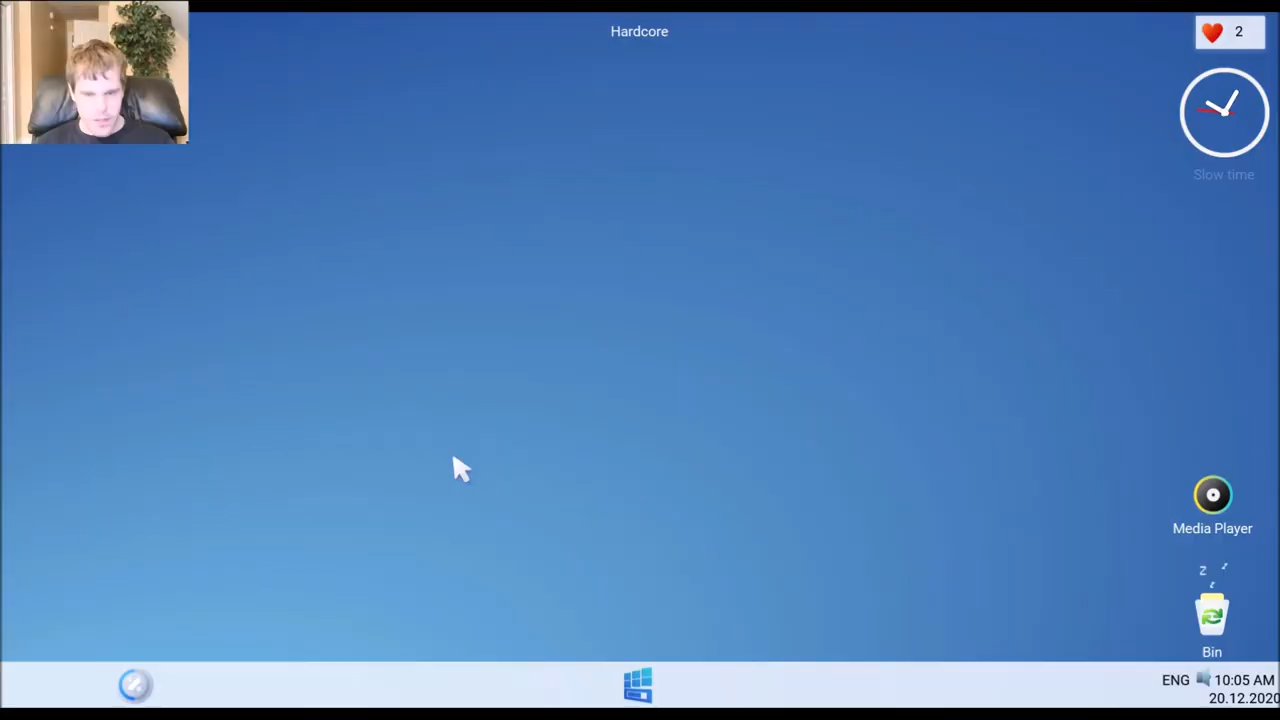 Hardcore
2
Slow time
Media Player
z
Bin
ENG 10:05 AM
20.12.2020